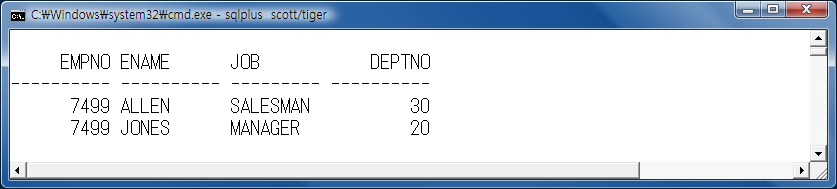 C:₩Windows₩system32₩cmd.exe - sqlplus  scott/tiger
     EMPNO ENAME      JOB           DEPTNO
---------- ---------- --------- ----------
      7499 ALLEN      SALESMAN          30
      7499 JONES      MANAGER           20